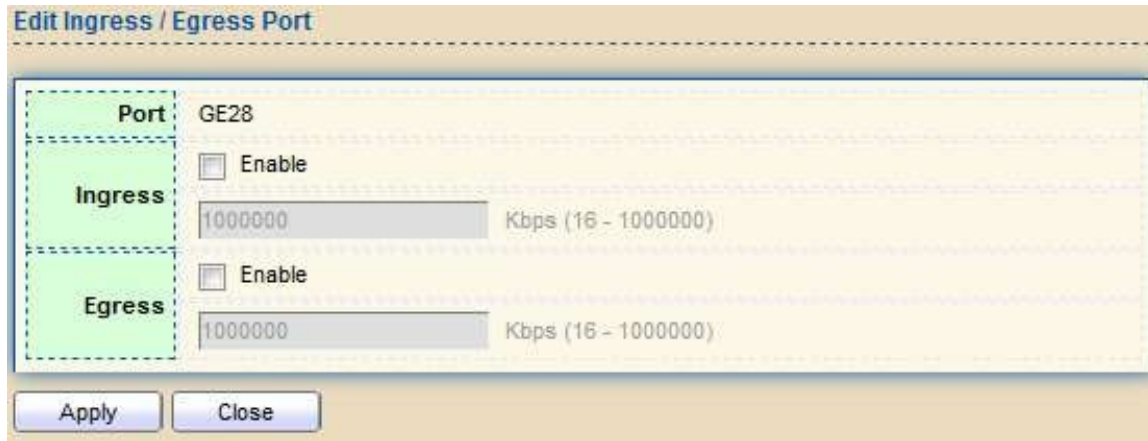 Edit Ingress / Egress Port
Port GE28
Ingress
Enable
1000000 Kbps (16 - 1000000)
Egress
Enable
1000000 Kbps (16 - 1000000)
Apply Close